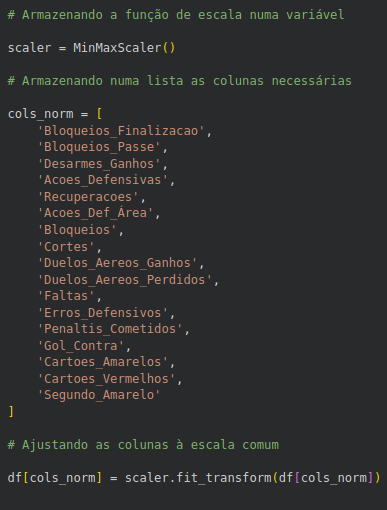 # Armazenando a função de escala numa variável
scaler = MinMaxScaler()
# Armazenando numa lista as colunas necessárias
cols_norm = [
    'Bloqueios_Finalizacao',
    'Bloqueios_Passe',
    'Desarmes_Ganhos',
    'Acoes_Defensivas',
    'Recuperacoes',
    'Acoes_Def_Área',
    'Bloqueios',
    'Cortes',
    'Duelos_Aereos_Ganhos',
    'Duelos_Aereos_Perdidos',
    'Faltas',
    'Erros_Defensivos',
    'Penaltis_Cometidos',
    'Gol_Contra',
    'Cartoes_Amarelos',
    'Cartoes_Vermelhos',
    'Segundo_Amarelo'
]
# Ajustando as colunas à escala comum
df[cols_norm] = scaler.fit_transform(df[cols_norm])